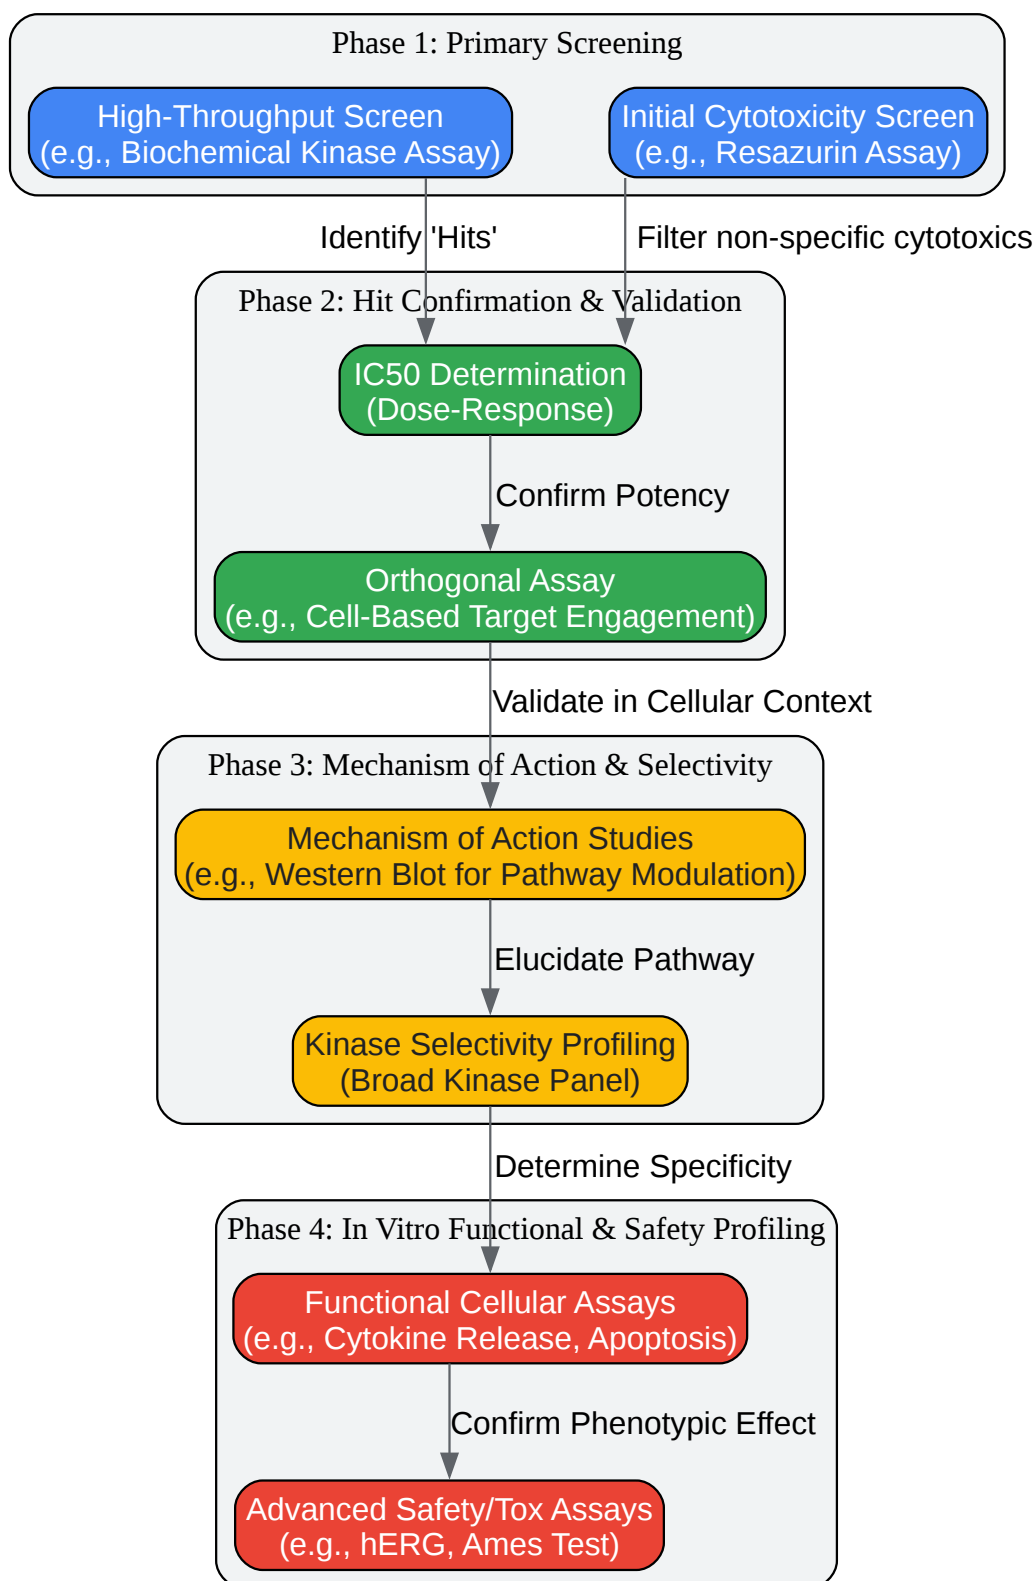 Phase 1: Primary Screening
High-Throughput Screen
(e.g., Biochemical Kinase Assay)
Initial Cytotoxicity Screen
(e.g., Resazurin Assay)
Identify 'Hits'
Filter non-specific cytotoxics
Phase 2: Hit Confirmation & Validation
IC50 Determination
(Dose-Response)
Confirm Potency
Orthogonal Assay
(e.g., Cell-Based Target Engagement)
Validate in Cellular Context
Phase 3: Mechanism of Action & Selectivity
Mechanism of Action Studies
(e.g., Western Blot for Pathway Modulation)
Elucidate Pathway
Kinase Selectivity Profiling
(Broad Kinase Panel)
Determine Specificity
Phase 4: In Vitro Functional & Safety Profiling
Functional Cellular Assays
(e.g., Cytokine Release, Apoptosis)
Confirm Phenotypic Effect
Advanced Safety/Tox Assays
(e.g., hERG, Ames Test)